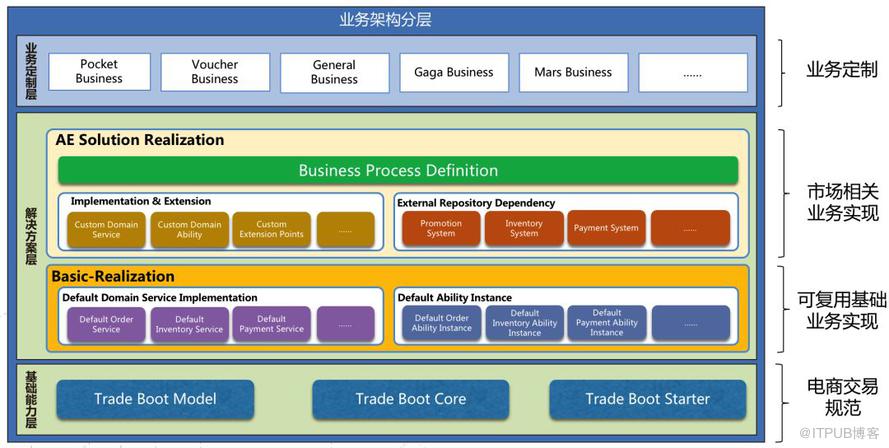 业务架构分层
业务定制层
Pocket
Business
Voucher
Business
General
Business
Gaga Business
Mars Business
......
业务定制
解决方案层
AE Solution Realization
Business Process Definition
Implementation & Extension
Custom Domain
Service
Custom Domain
Ability
Custom
Extension Points
......
External Repository Dependency
Promotion
System
Inventory
System
Payment System
......
市场相关
业务实现
Basic-Realization
Default Domain Service Implementation
Default Order
Service
Default
Inventory Service
Default
Payment Service
......
Default Ability Instance
Default Order
Ability Instance
Default
Inventory Ability
Instance
Default
Payment Ability
Instance
......
可复用基础
业务实现
基础能力层
Trade Boot Model
Trade Boot Core
Trade Boot Starter
电商交易
规范
@ITPUB博客